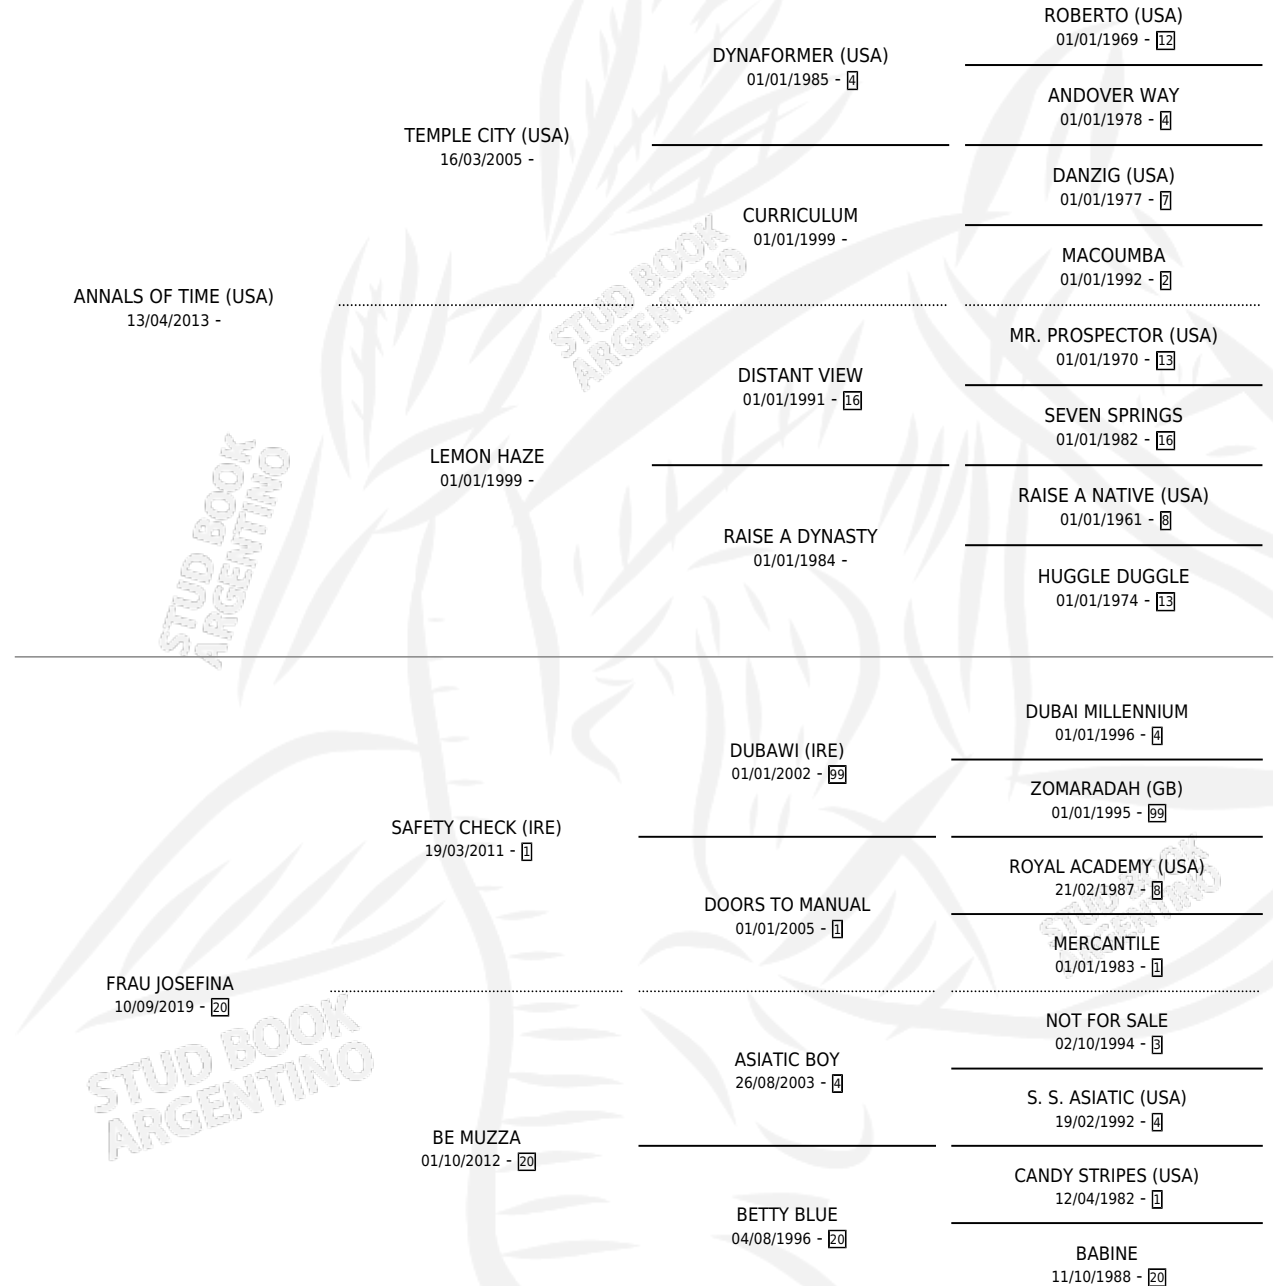 ROBERTO (USA)
01/01/1969 - 12
DYNAFORMER (USA)
01/01/1985 - 4
ANDOVER WAY
01/01/1978 - 4
TEMPLE CITY (USA)
16/03/2005 -
DANZIG (USA)
01/01/1977 - 7
CURRICULUM
01/01/1999 -
MACOUMBA
01/01/1992 - 2
ANNALS OF TIME (USA)
13/04/2013 -
MR. PROSPECTOR (USA)
01/01/1970 - 13
DISTANT VIEW
01/01/1991 - 16
SEVEN SPRINGS
01/01/1982 - 16
LEMON HAZE
01/01/1999 -
RAISE A NATIVE (USA)
01/01/1961 - 8
RAISE A DYNASTY
01/01/1984 -
HUGGLE DUGGLE
01/01/1974 - 13
STUD BOOK
ARGENTINO
STUD BOOK
ARGENTINO
DUBAI MILLENNIUM
01/01/1996 - 4
DUBAWI (IRE)
01/01/2002 - 99
ZOMARADAH (GB)
01/01/1995 - 99
SAFETY CHECK (IRE)
19/03/2011 - 1
ROYAL ACADEMY (USA)
21/02/1987 - 8
DOORS TO MANUAL
01/01/2005 - 1
MERCANTILE
01/01/1983 - 1
STUD BOOK
ARGENTINO
FRAU JOSEFINA
10/09/2019 - 20
NOT FOR SALE
02/10/1994 - 3
ASIATIC BOY
26/08/2003 - 4
S. S. ASIATIC (USA)
19/02/1992 - 4
BE MUZZA
01/10/2012 - 20
CANDY STRIPES (USA)
12/04/1982 - 1
BETTY BLUE
04/08/1996 - 20
BABINE
11/10/1988 - 20
STUD BOOK
ARGENTINO